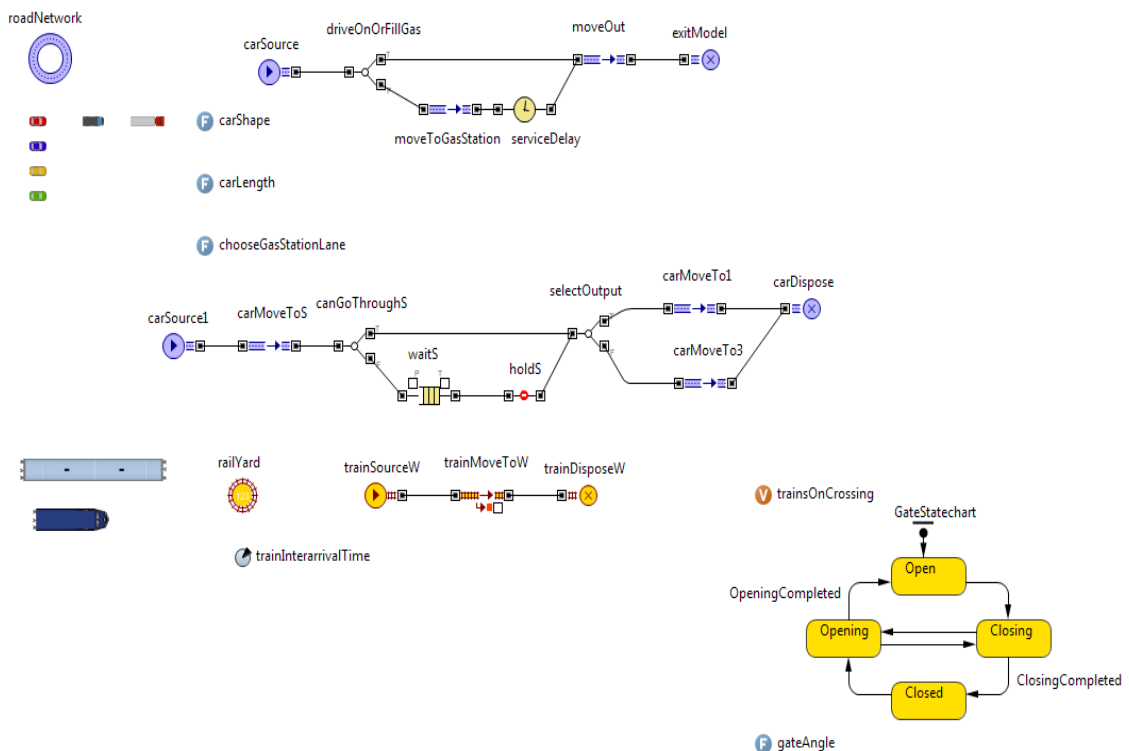 roadNetwork
carSource
driveOnOrFillGas
moveOut
exitModel
T
F
moveToGasStation
serviceDelay
F carShape
F carLength
F chooseGasStationLane
carSource1
carMoveToS
canGoThroughS
T
F
waitS
P T
holdS
selectOutput
T
F
carMoveTo1
carMoveTo3
carDispose
railYard
123
trainSourceW
trainMoveToW
trainDisposeW
trainInterarrivalTime
V trainsOnCrossing
GateStatechart
Open
OpeningCompleted
Opening
Closing
ClosingCompleted
Closed
F gateAngle